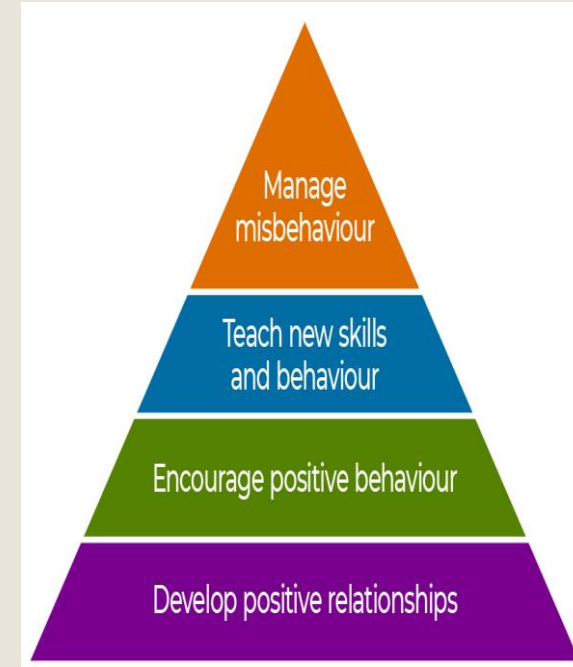 Manage
misbehaviour
Teach new skills
and behaviour
Encourage positive behaviour
Develop positive relationships